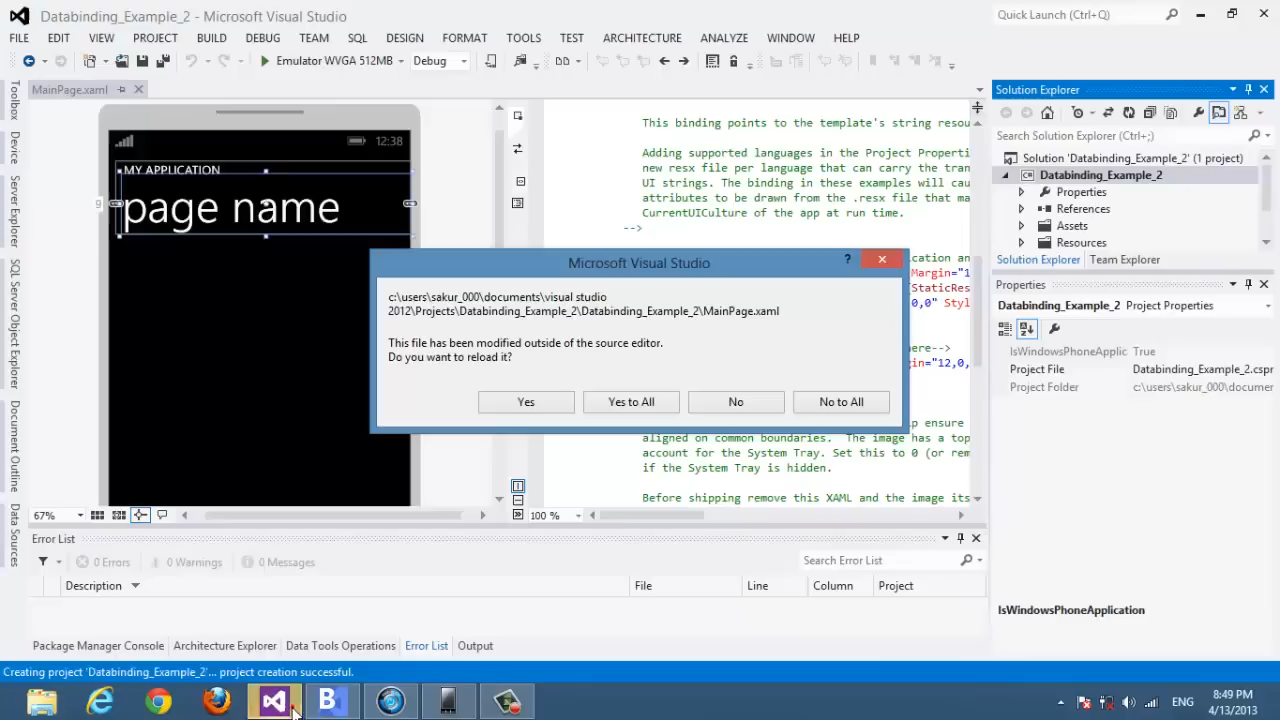 Databinding_Example_2 - Microsoft Visual Studio
Quick Launch (Ctrl+Q)
FILE EDIT VIEW PROJECT BUILD DEBUG TEAM SQL DESIGN FORMAT TOOLS TEST ARCHITECTURE ANALYZE WINDOW HELP
Emulator WVGA 512MB Debug
MainPage.xaml
Toolbox
Device
Server Explorer
SQL Server Object Explorer
Document Outline
Data Sources
12:38
MY APPLICATION
page name
This binding points to the template's string resou
Adding supported languages in the Project Properti
new resx file per language that can carry the tran
UI strings. The binding in these examples will cau
attributes to be drawn from the .resx file that ma
CurrentUICulture of the app at run time.
-->
ication an
Margin="1
{StaticRes
0,0" Styl
here-->
gin="12,0,
p ensure
aligned on common boundaries. The image has a top
account for the System Tray. Set this to 0 (or rem
if the System Tray is hidden.
Before shipping remove this XAML and the image its
67%
100 %
Microsoft Visual Studio
?
c:\users\sakur_000\documents\visual studio
2012\Projects\Databinding_Example_2\Databinding_Example_2\MainPage.xaml
This file has been modified outside of the source editor.
Do you want to reload it?
Yes Yes to All No No to All
Solution Explorer
Search Solution Explorer (Ctrl+;)
Solution 'Databinding_Example_2' (1 project)
Databinding_Example_2
Properties
References
Assets
Resources
Solution Explorer Team Explorer
Properties
Databinding_Example_2 Project Properties
IsWindowsPhoneApplic True
Project File Databinding_Example_2.cspr
Project Folder c:\users\sakur_000\documer
IsWindowsPhoneApplication
Error List
0 Errors 0 Warnings 0 Messages
Search Error List
Description File Line Column Project
Package Manager Console Architecture Explorer Data Tools Operations Error List Output
Creating project 'Databinding_Example_2'... project creation successful.
B
ENG
8:49 PM
4/13/2013